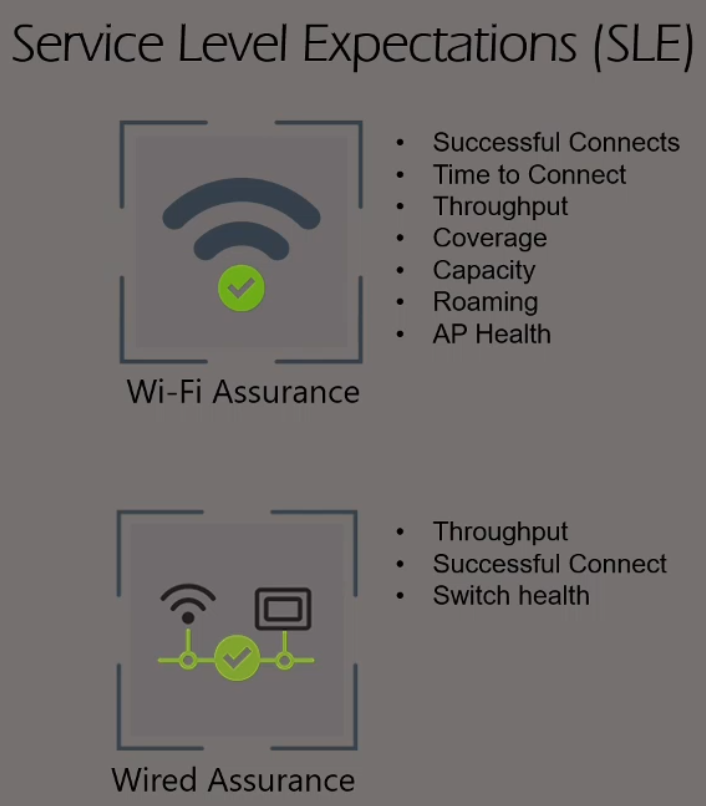 Service Level Expectations (SLE)
• Successful Connects
• Time to Connect
• Throughput
• Coverage
• Capacity
• Roaming
• AP Health
Wi-Fi Assurance
• Throughput
• Successful Connect
• Switch health
Wired Assurance